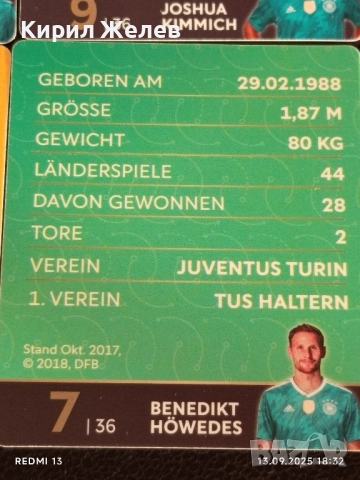 Кирил Желев
9 | 36
JOSHUA
KIMMICH
GEBOREN AM 29.02.1988
GRÖSSE 1,87 M
GEWICHT 80 KG
LÄNDERSPIELE 44
DAVON GEWONNEN 28
TORE 2
VEREIN JUVENTUS TURIN
1. VEREIN TUS HALTERN
Stand Okt. 2017,
© 2018, DFB
7 | 36
BENEDIKT
HÖWEDES
BAZAR
REDMI 13
13.09.2025 18:32